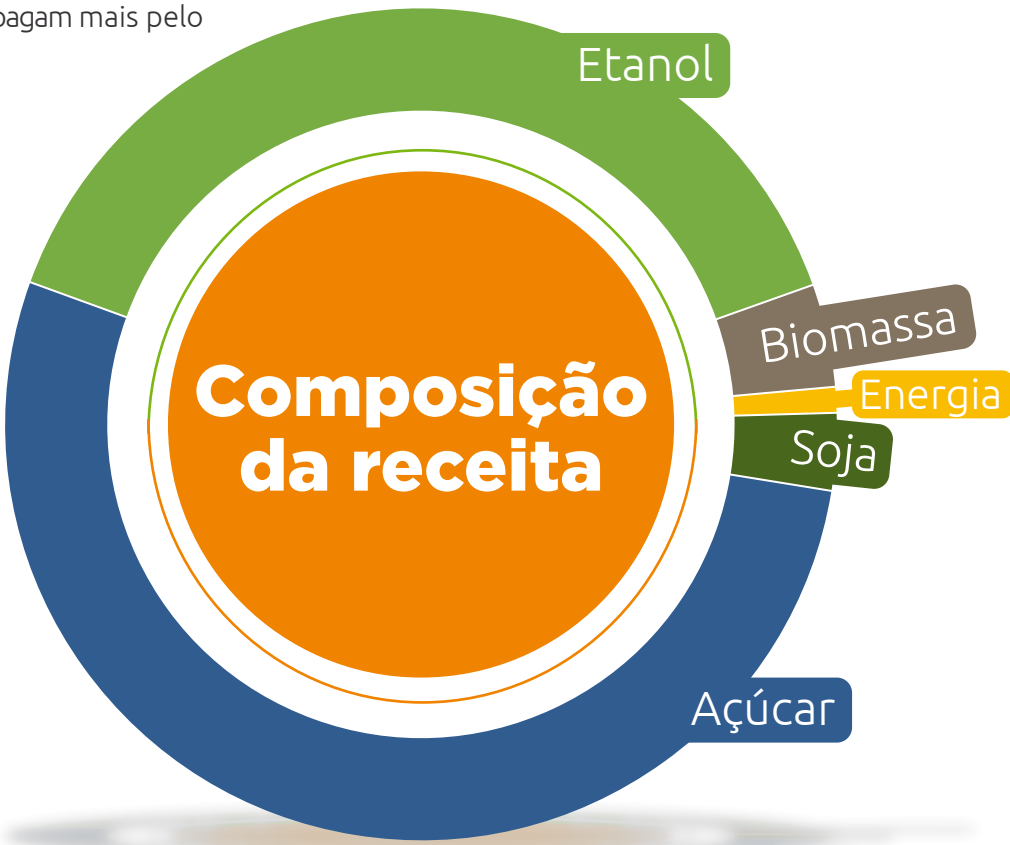 pagam mais pelo
Etanol
Biomassa
Energia
Composição
da receita
Soja
Açúcar